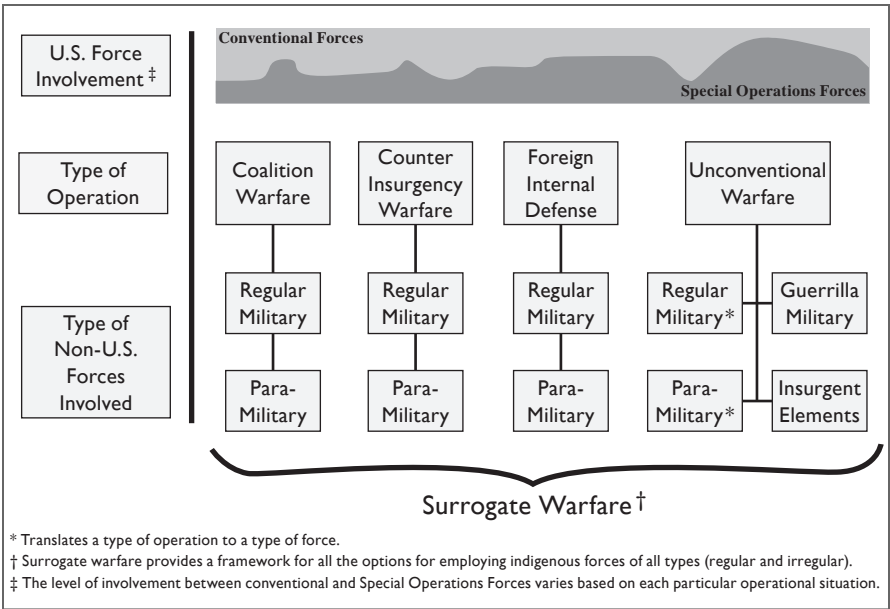 U.S. Force
Involvement ‡
Conventional Forces
Special Operations Forces
Type of
Operation
Coalition
Warfare
Counter
Insurgency
Warfare
Foreign
Internal
Defense
Unconventional
Warfare
Type of
Non-U.S.
Forces
Involved
Regular
Military
Regular
Military
Regular
Military
Regular
Military*
Guerrilla
Military
Para-
Military
Para-
Military
Para-
Military
Para-
Military*
Insurgent
Elements
Surrogate Warfare†
* Translates a type of operation to a type of force.
† Surrogate warfare provides a framework for all the options for employing indigenous forces of all types (regular and irregular).
‡ The level of involvement between conventional and Special Operations Forces varies based on each particular operational situation.